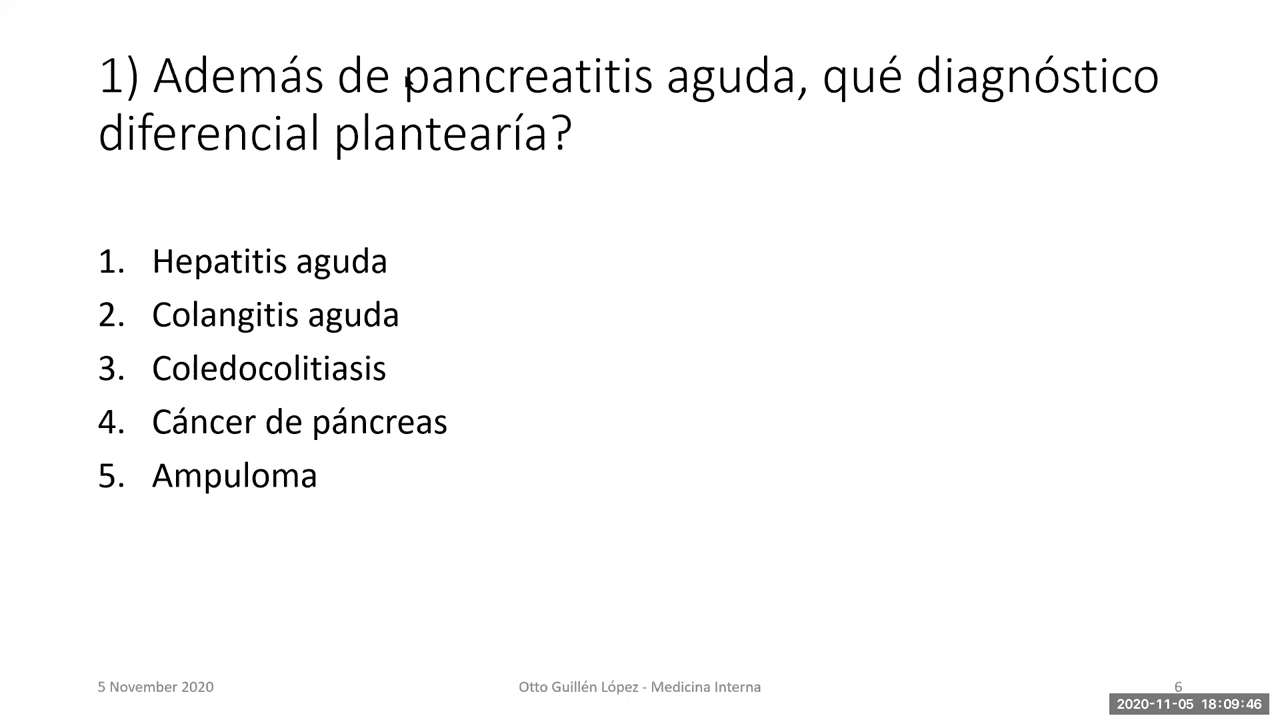 1) Además de pancreatitis aguda, qué diagnóstico
diferencial plantearía?
1. Hepatitis aguda
2. Colangitis aguda
3. Coledocolitiasis
4. Cáncer de páncreas
5. Ampuloma
5 November 2020
Otto Guillén López - Medicina Interna
6
2020-11-05 18:09:46